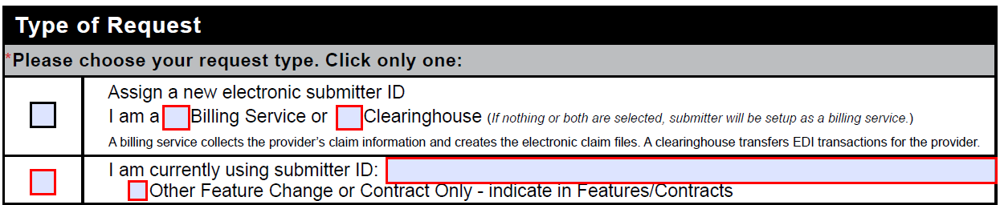 Type of Request
*Please choose your request type. Click only one:
Assign a new electronic submitter ID
I am a Billing Service or Clearinghouse (If nothing or both are selected, submitter will be setup as a billing service.)
A billing service collects the provider's claim information and creates the electronic claim files. A clearinghouse transfers EDI transactions for the provider.
I am currently using submitter ID:
Other Feature Change or Contract Only - indicate in Features/Contracts